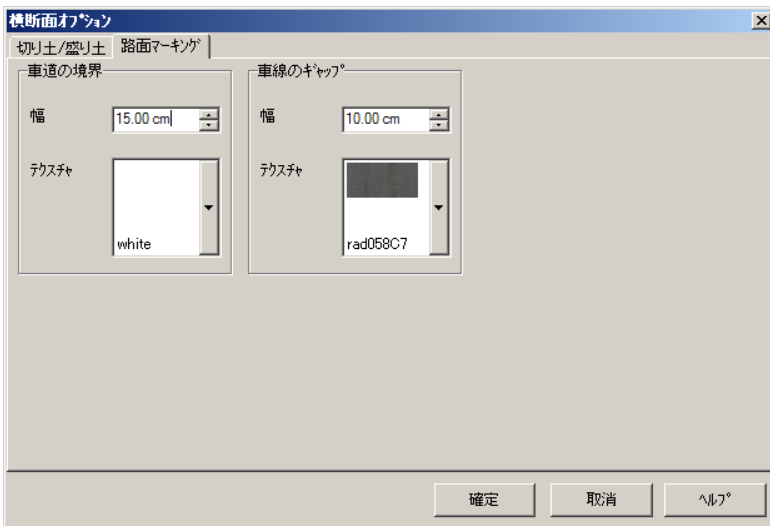 横断面ｵﾌﾟｼｮﾝ
切り土/盛り土 路面ﾏｰｷﾝｸﾞ
車道の境界 車線のｷﾞｬｯﾌﾟ
幅 15.00 cm 幅 10.00 cm
ﾃｸｽﾁｬ ﾃｸｽﾁｬ
white rad058C7
確定 取消 ﾍﾙﾌﾟ